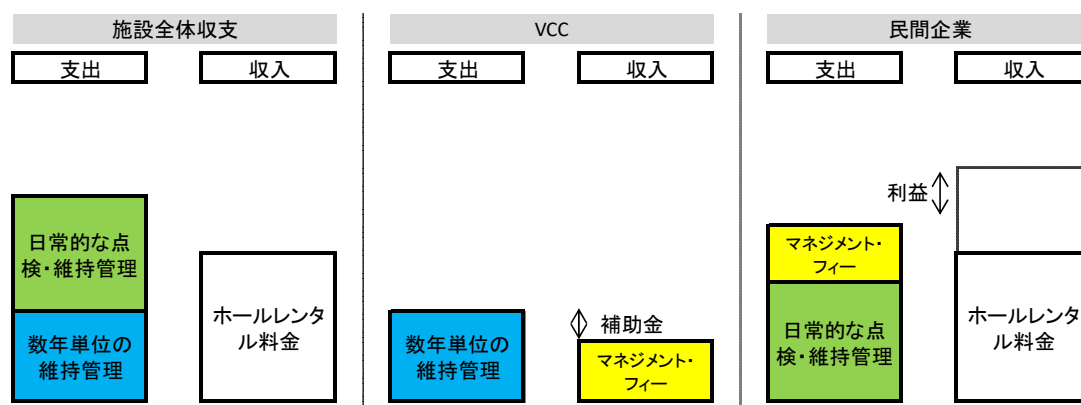 施設全体収支
支出
収入
日常的な点
検・維持管理
数年単位の
維持管理
ホールレンタ
ル料金
VCC
支出
収入
数年単位の
維持管理
補助金
マネジメント・
フィー
民間企業
支出
収入
利益
マネジメント・
フィー
日常的な点
検・維持管理
ホールレンタ
ル料金